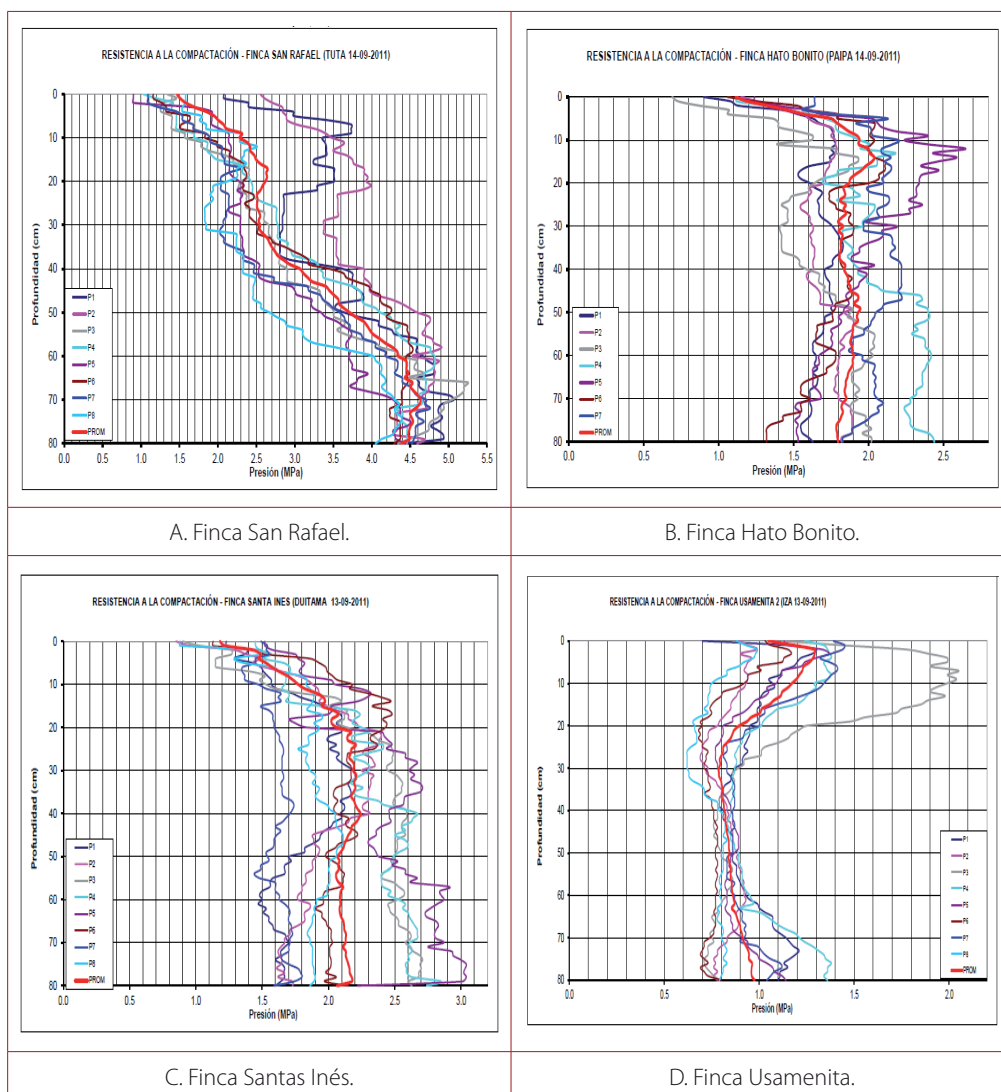 RESISTENCIA A LA COMPACTACIÓN - FINCA SAN RAFAEL (TUTA 14-09-2011)
Profundidad (cm)
0
10
20
30
40
50
60
70
80
P1
P2
P3
P4
P5
P6
P7
P8
PROM
0.0 0.5 1.0 1.5 2.0 2.5 3.0 3.5 4.0 4.5 5.0 5.5
Presión (MPa)
A. Finca San Rafael.
RESISTENCIA A LA COMPACTACIÓN - FINCA HATO BONITO (PAIPA 14-09-2011)
Profundidad (cm)
0
10
20
30
40
50
60
70
80
P1
P2
P3
P4
P5
P6
P7
PROM
0.0 0.5 1.0 1.5 2.0 2.5
Presión (MPa)
B. Finca Hato Bonito.
RESISTENCIA A LA COMPACTACIÓN - FINCA SANTA INES (DUITAMA 13-09-2011)
Profundidad (cm)
0
10
20
30
40
50
60
70
80
P1
P2
P3
P4
P5
P6
P7
P8
PROM
0.0 0.5 1.0 1.5 2.0 2.5 3.0
Presión (MPa)
C. Finca Santas Inés.
RESISTENCIA A LA COMPACTACIÓN - FINCA USAMENITA 2 (IZA 13-09-2011)
Profundidad (cm)
0
10
20
30
40
50
60
70
80
P1
P2
P3
P4
P5
P6
P7
P8
PROM
0.0 0.5 1.0 1.5 2.0
Presión (MPa)
D. Finca Usamenita.